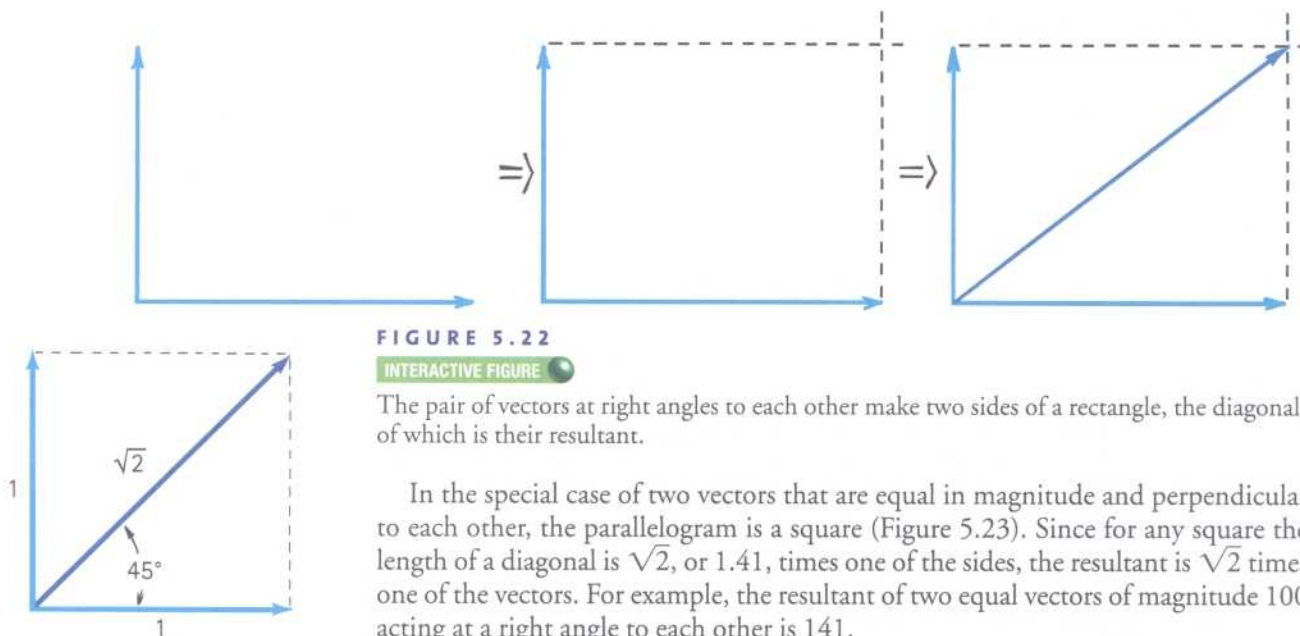 => =>
FIGURE 5.22
INTERACTIVE FIGURE
The pair of vectors at right angles to each other make two sides of a rectangle, the diagonal
of which is their resultant.
√2
1
45°
1
In the special case of two vectors that are equal in magnitude and perpendicula
to each other, the parallelogram is a square (Figure 5.23). Since for any square the
length of a diagonal is √2, or 1.41, times one of the sides, the resultant is √2 time
one of the vectors. For example, the resultant of two equal vectors of magnitude 100
acting at a right angle to each other is 141.